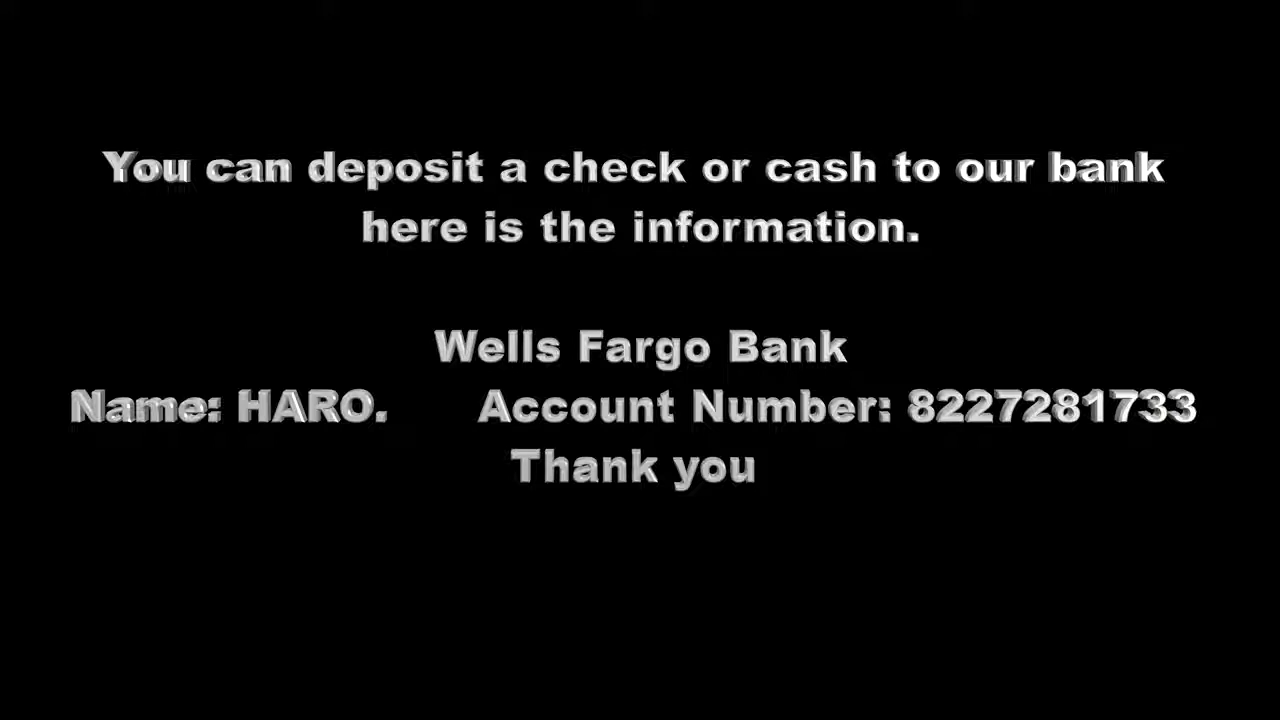 You can deposit a check or cash to our bank
here is the information.
Wells Fargo Bank
Name: HARO. Account Number: 8227281733
Thank you